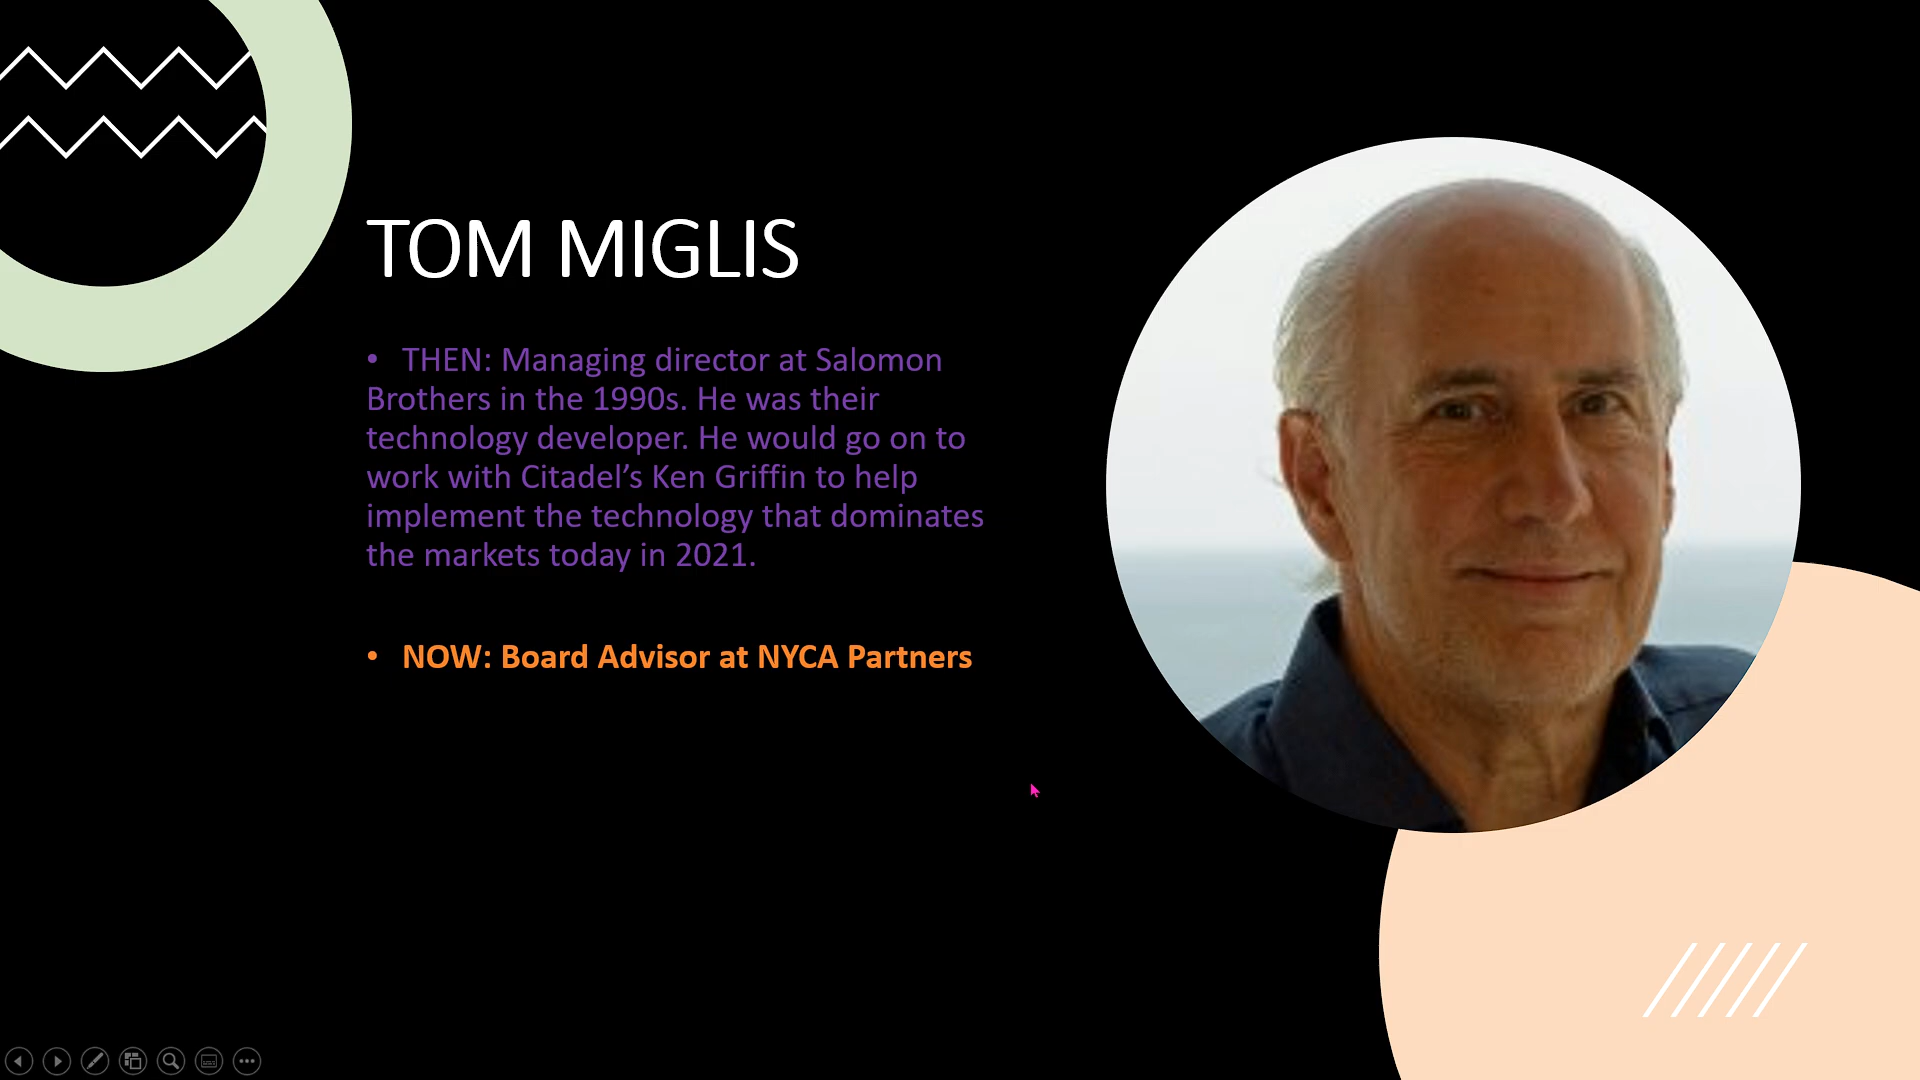 TOM MIGLIS
• THEN: Managing director at Salomon
Brothers in the 1990s. He was their
technology developer. He would go on to
work with Citadel’s Ken Griffin to help
implement the technology that dominates
the markets today in 2021.
• NOW: Board Advisor at NYCA Partners